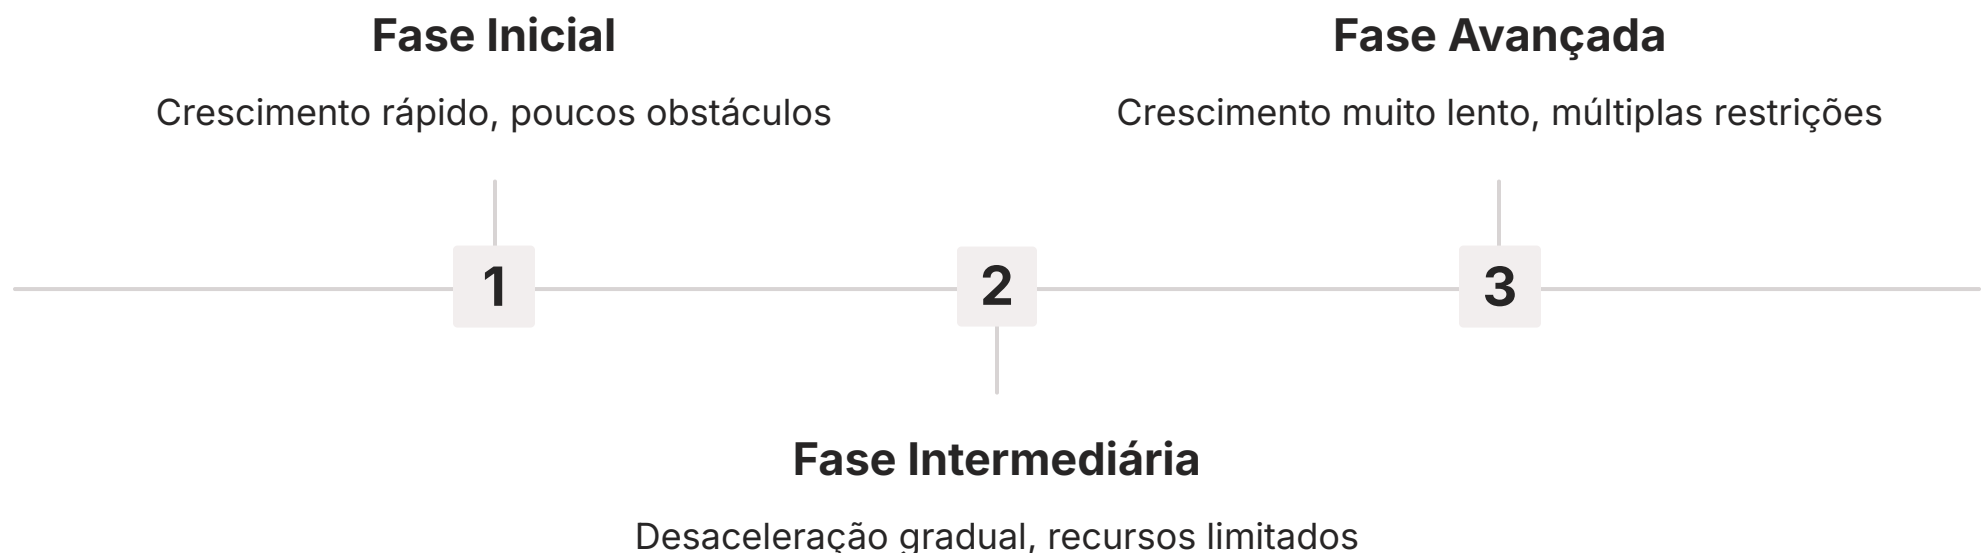 Fase Inicial
Crescimento rápido, poucos obstáculos
Fase Avançada
Crescimento muito lento, múltiplas restrições
1
2
3
Fase Intermediária
Desaceleração gradual, recursos limitados